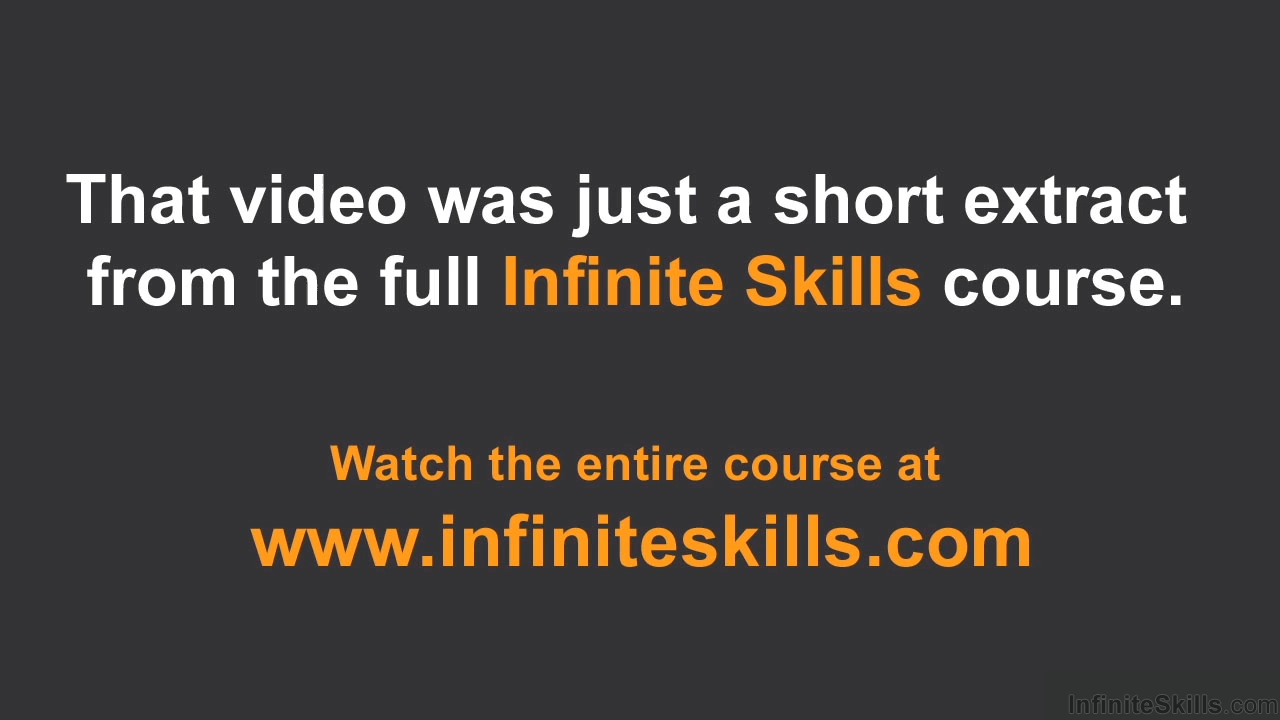 That video was just a short extract
from the full Infinite Skills course.
Watch the entire course at
www.infiniteskills.com
InfiniteSkills.com